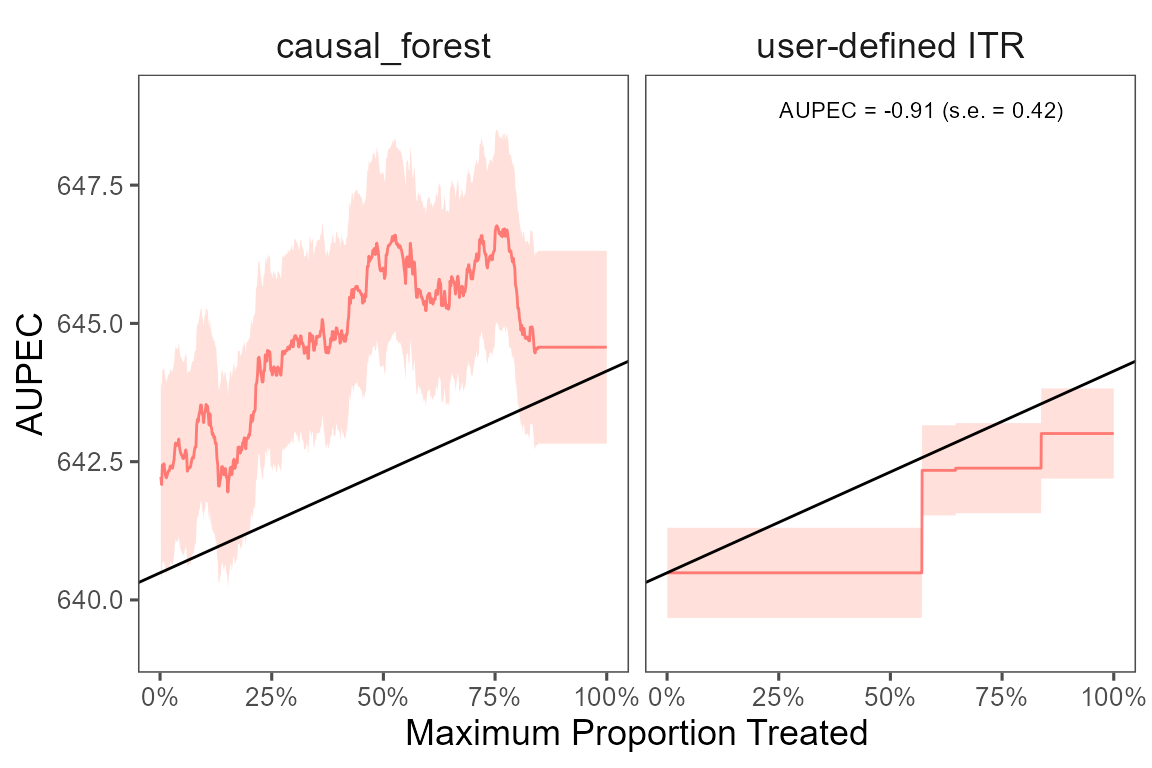 causal_forest
user-defined ITR
AUPEC = -0.91 (s.e. = 0.42)
AUPEC
647.5
645.0
642.5
640.0
0% 25% 50% 75% 100%
0% 25% 50% 75% 100%
Maximum Proportion Treated